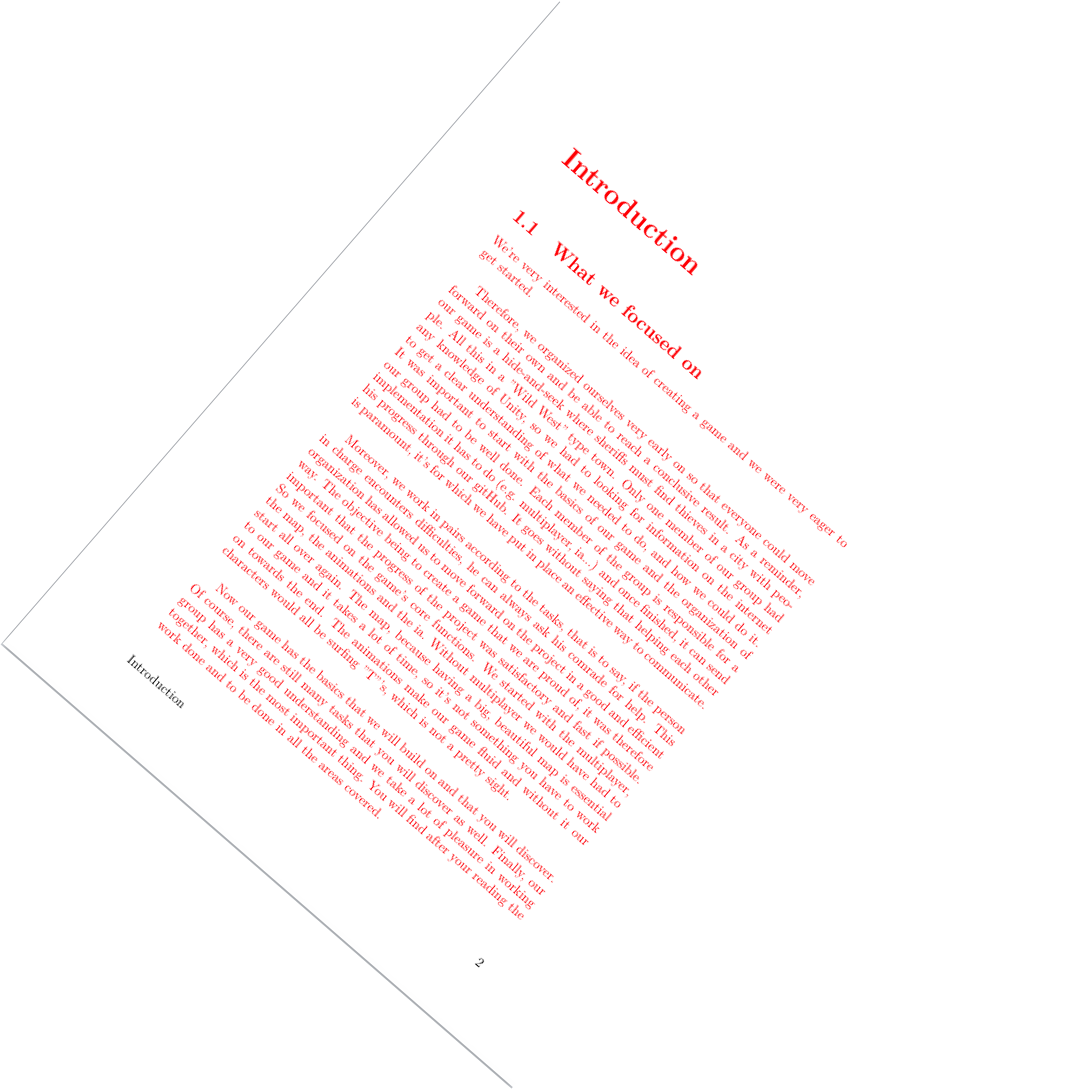 Introduction
1.1 What we focused on
We're very interested in the idea of creating a game and we were very eager to
get started.
Therefore, we organized ourselves very early on so that everyone could move
forward on their own and be able to reach a conclusive result. As a reminder,
our game is a hide-and-seek where sheriffs must find thieves in a city with peo-
ple. All this in a "Wild West" type town. Only one member of our group had
any knowledge of Unity, so we had to looking for information on the internet
to get a clear understanding of what we needed to do, and how we could do it.
It was important to start with the basics of our game and the organization of
our group had to be well done. Each member of the group is responsible for a
implementation it has to do (e.g. multiplayer, ia...) and once finished, it can send
his progress through our gitHub. It goes without saying that helping each other
is paramount, it's for which we have put in place an effective way to communicate.
Moreover, we work in pairs according to the tasks, that is to say, if the person
in charge encounters difficulties, he can always ask his comrade for help. This
organization has allowed us to move forward on the project in a good and efficient
way. The objective being to create a game that we are proud of, it was therefore
important that the progress of the project was satisfactory and fast if possible.
So we focused on the game's core functions. We started with the multiplayer,
the map, the animations and the ia. Without multiplayer we would have had to
start all over again. The map, because having a big, beautiful map is essential
to our game and it takes a lot of time, so it's not something you have to work
on towards the end. The animations make our game fluid and without it our
characters would all be surfing "T"'s, which is not a pretty sight.
Now our game has the basics that we will build on and that you will discover.
Of course, there are still many tasks that you will discover as well. Finally, our
group has a very good understanding and we take a lot of pleasure in working
together, which is the most important thing. You will find after your reading the
work done and to be done in all the areas covered.
Introduction
2